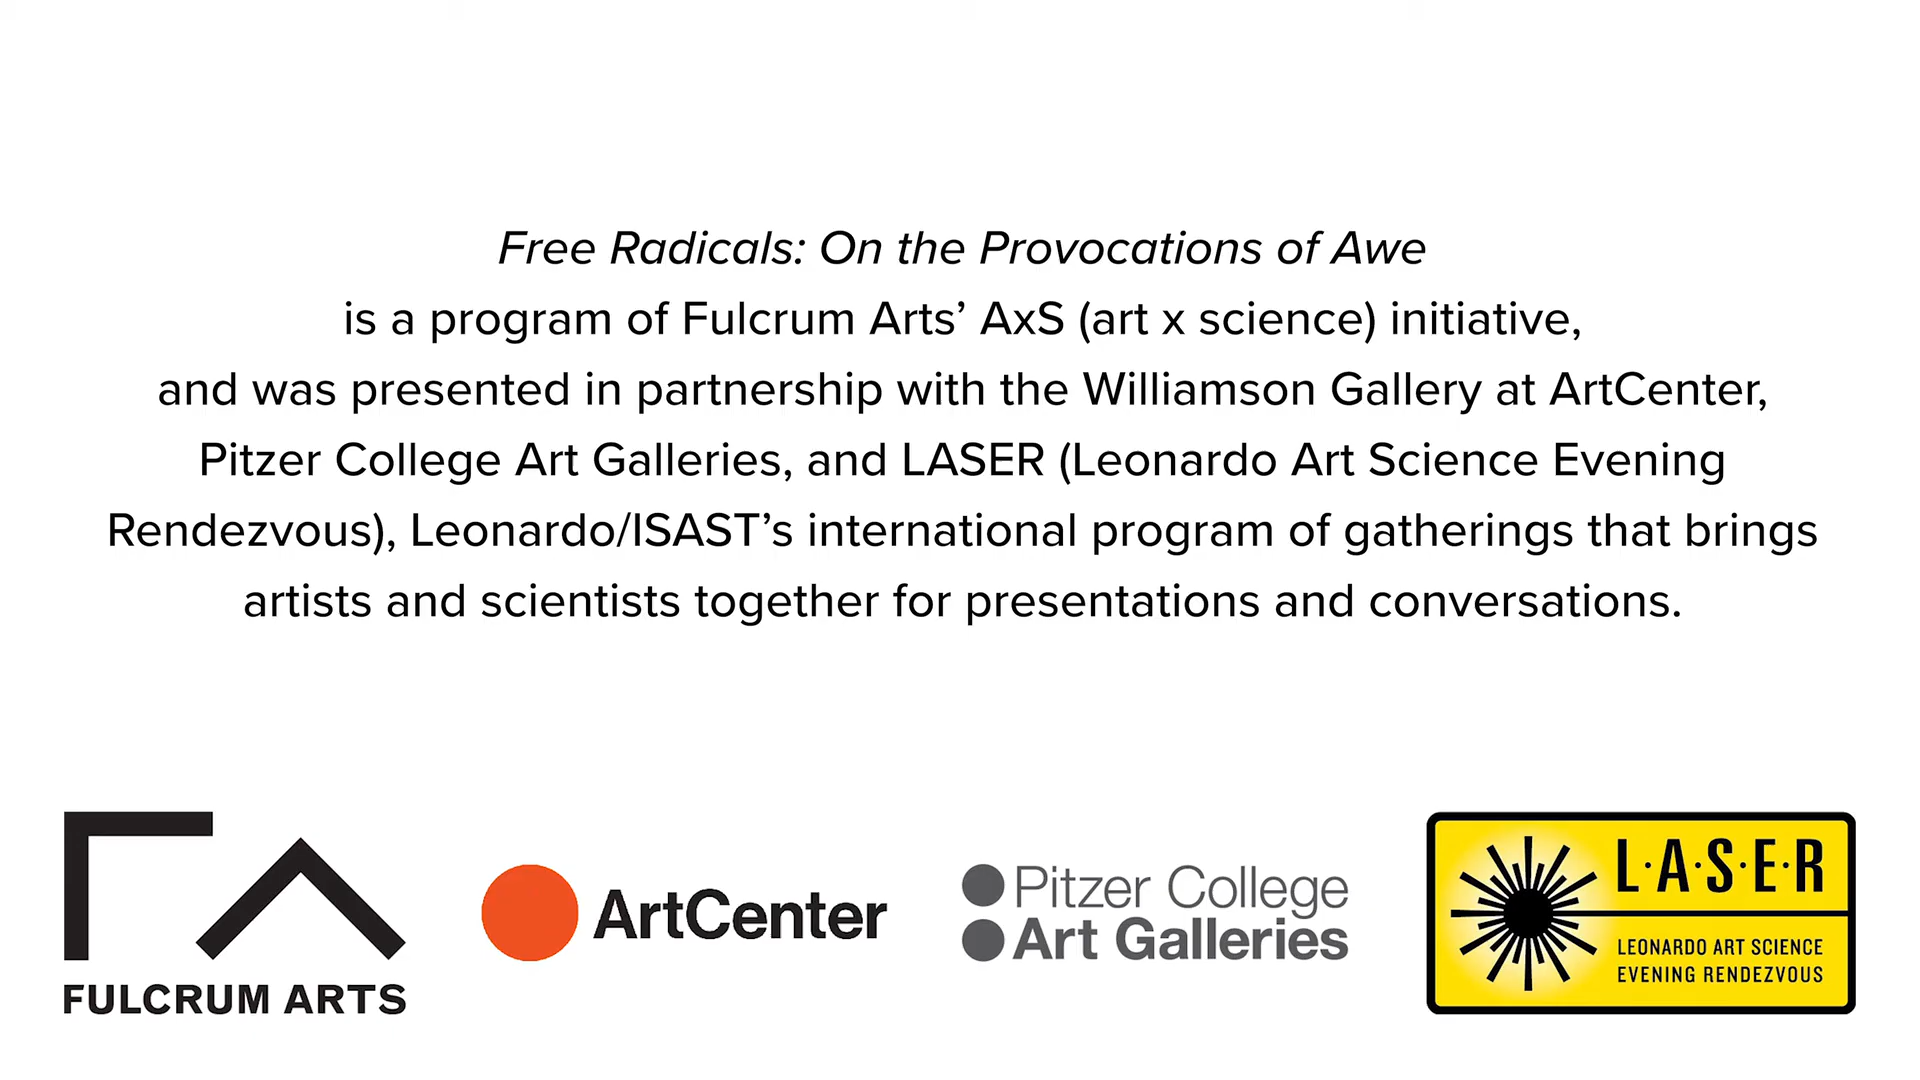 Free Radicals: On the Provocations of Awe
is a program of Fulcrum Arts’ AxS (art x science) initiative,
and was presented in partnership with the Williamson Gallery at ArtCenter,
Pitzer College Art Galleries, and LASER (Leonardo Art Science Evening
Rendezvous), Leonardo/ISAST’s international program of gatherings that brings
artists and scientists together for presentations and conversations.
FULCRUM ARTS
ArtCenter
Pitzer College
Art Galleries
L·A·S·E·R
LEONARDO ART SCIENCE
EVENING RENDEZVOUS